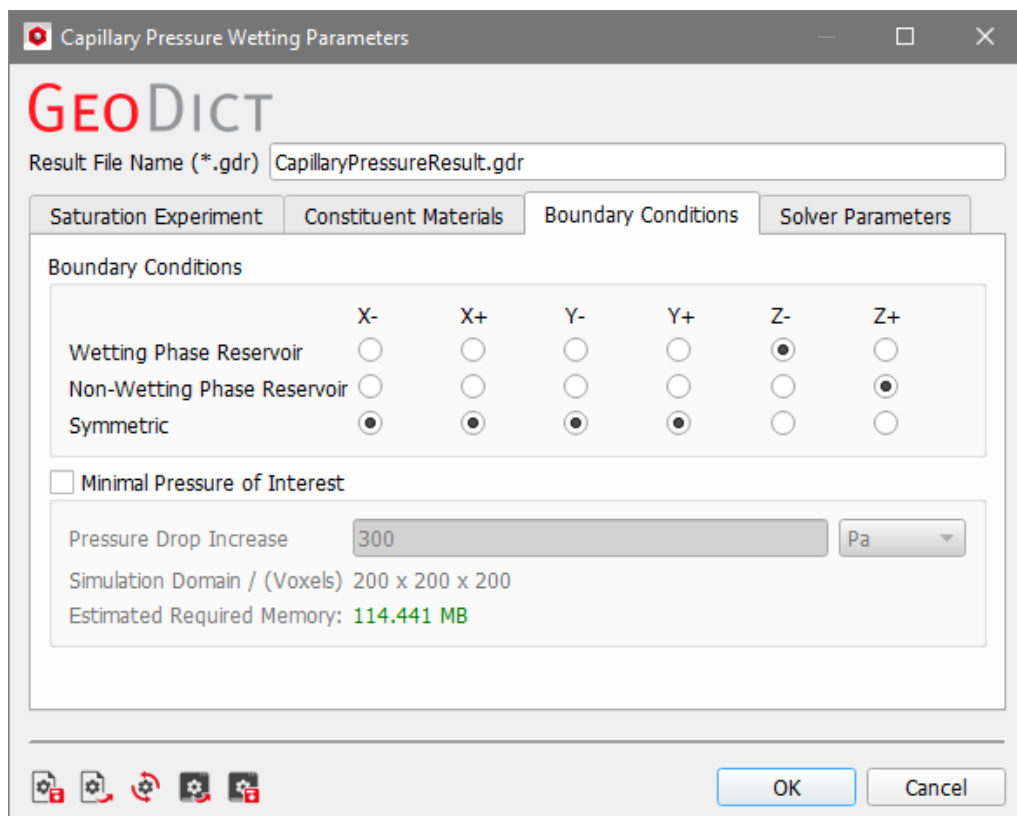 Capillary Pressure Wetting Parameters
GEODICT
Result File Name (*.gdr) CapillaryPressureResult.gdr
Saturation Experiment Constituent Materials Boundary Conditions Solver Parameters
Boundary Conditions
X- X+ Y- Y+ Z- Z+
Wetting Phase Reservoir
Non-Wetting Phase Reservoir
Symmetric
Minimal Pressure of Interest
Pressure Drop Increase 300 Pa
Simulation Domain / (Voxels) 200 x 200 x 200
Estimated Required Memory: 114.441 MB
OK Cancel